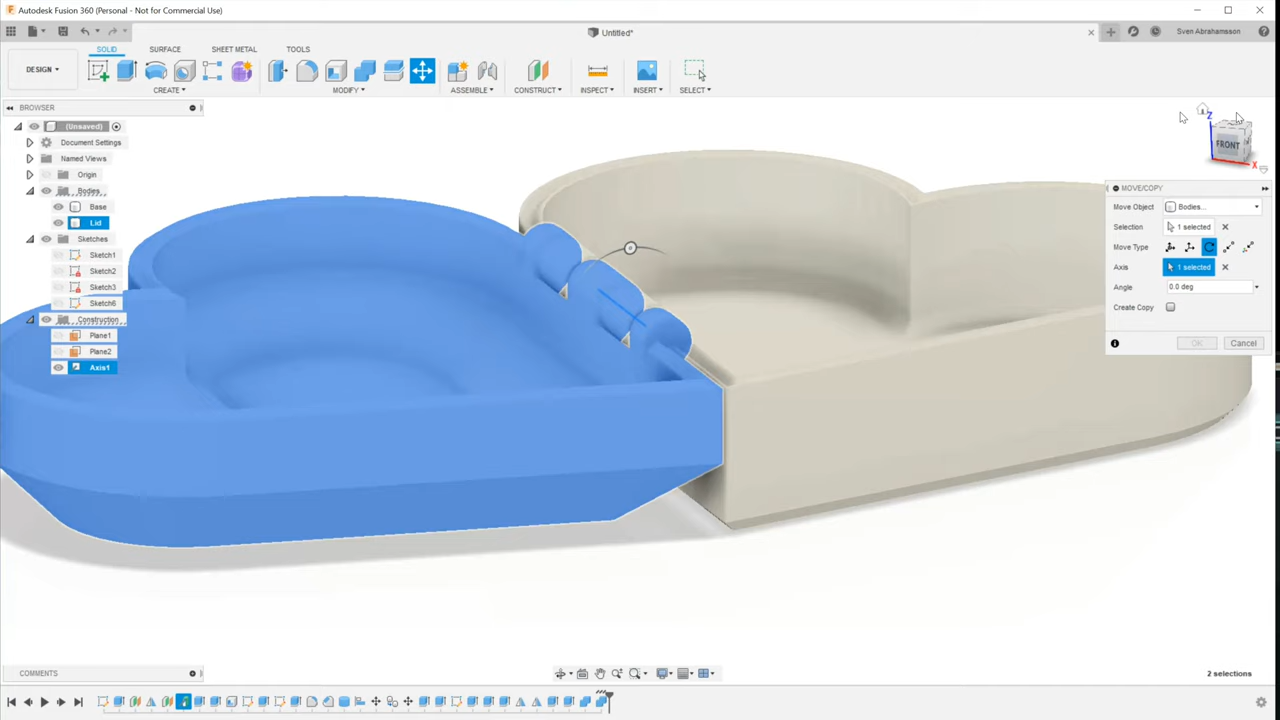 Autodesk Fusion 360 (Personal - Not for Commercial Use)
Untitled*
Sven Abrahamsson
DESIGN
SOLID
SURFACE
SHEET METAL
TOOLS
CREATE
MODIFY
ASSEMBLE
CONSTRUCT
INSPECT
INSERT
SELECT
BROWSER
(Unsaved)
Document Settings
Named Views
Origin
Bodies
Base
Lid
Sketches
Sketch1
Sketch2
Sketch3
Sketch6
Construction
Plane1
Plane2
Axis1
Z
FRONT
X
MOVE/COPY
Move Object Bodies...
Selection 1 selected
Move Type
Axis 1 selected
Angle 0.0 deg
Create Copy
OK Cancel
COMMENTS
2 selections